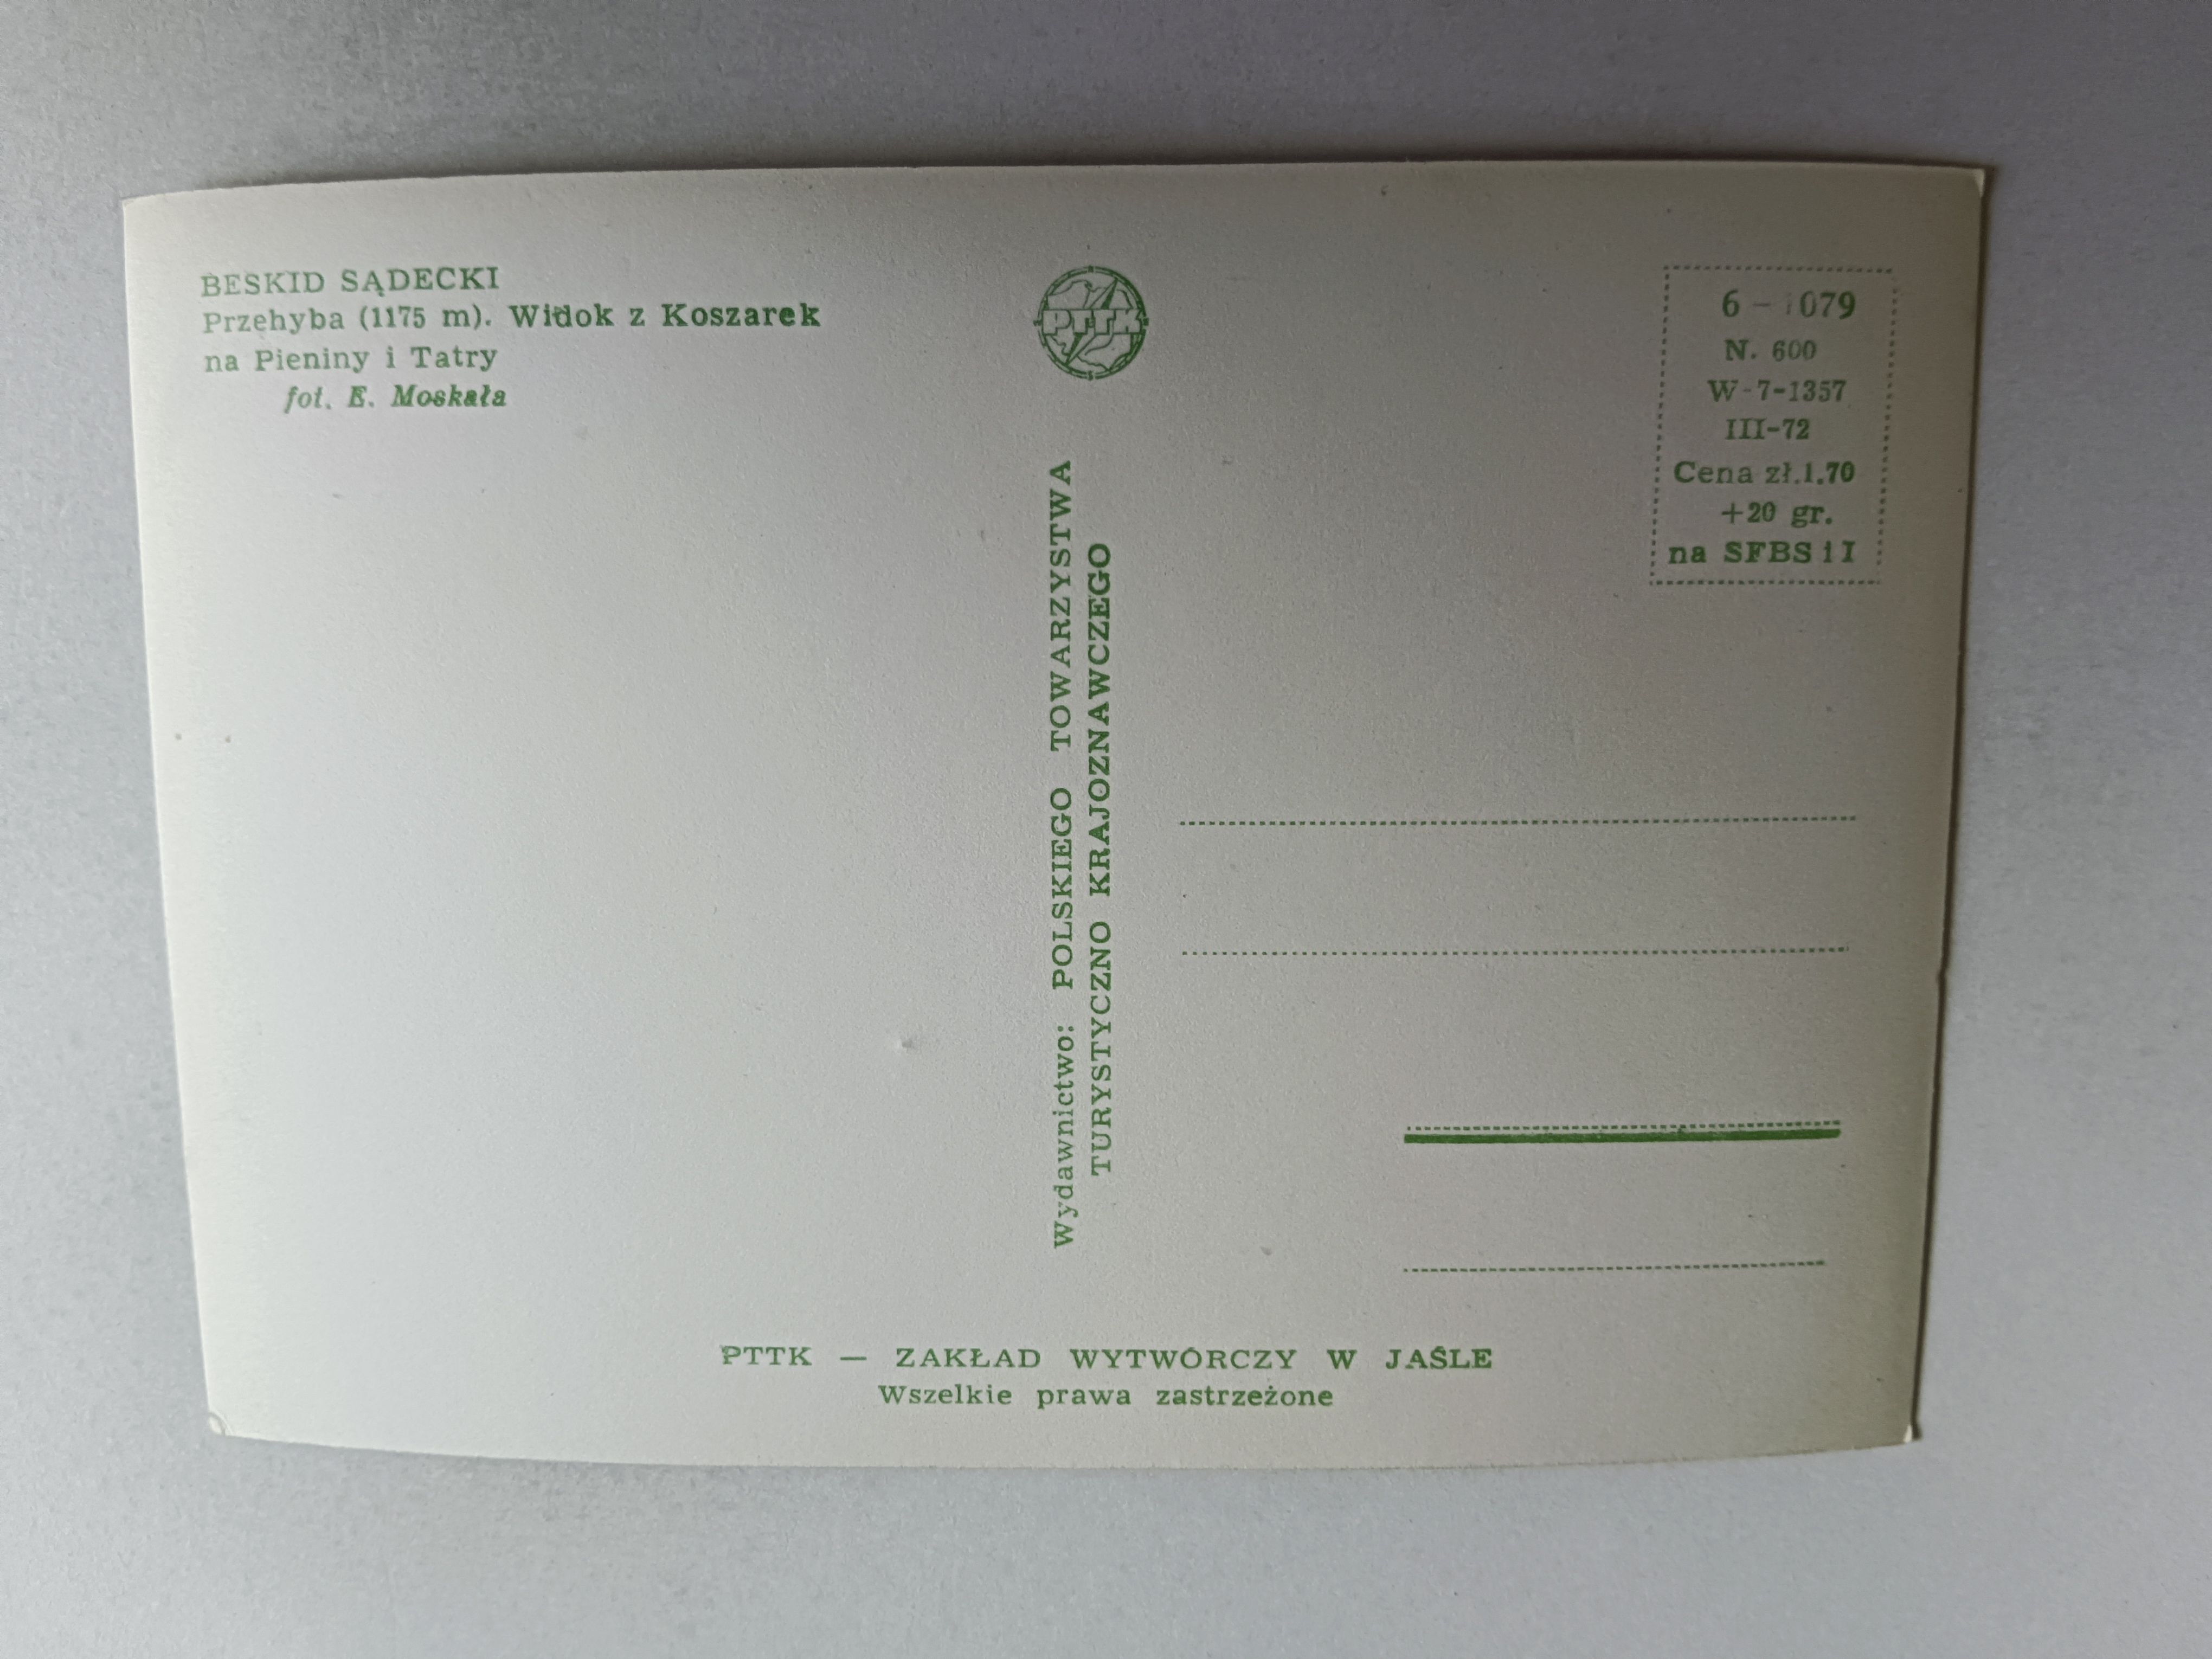 BESKID SĄDECKI
Przehyba (1175 m). Widok z Koszarek
na Pieniny i Tatry
fot. E. Moskała
PTTK
Wydawnictwo: POLSKIEGO TOWARZYSTWA
TURYSTYCZNO KRAJOZNAWCZEGO
6 - 1079
N. 600
W-7-1357
III-72
Cena zł.1.70
+20 gr.
na SFBS i I
PTTK — ZAKŁAD WYTWÓRCZY W JAŚLE
Wszelkie prawa zastrzeżone